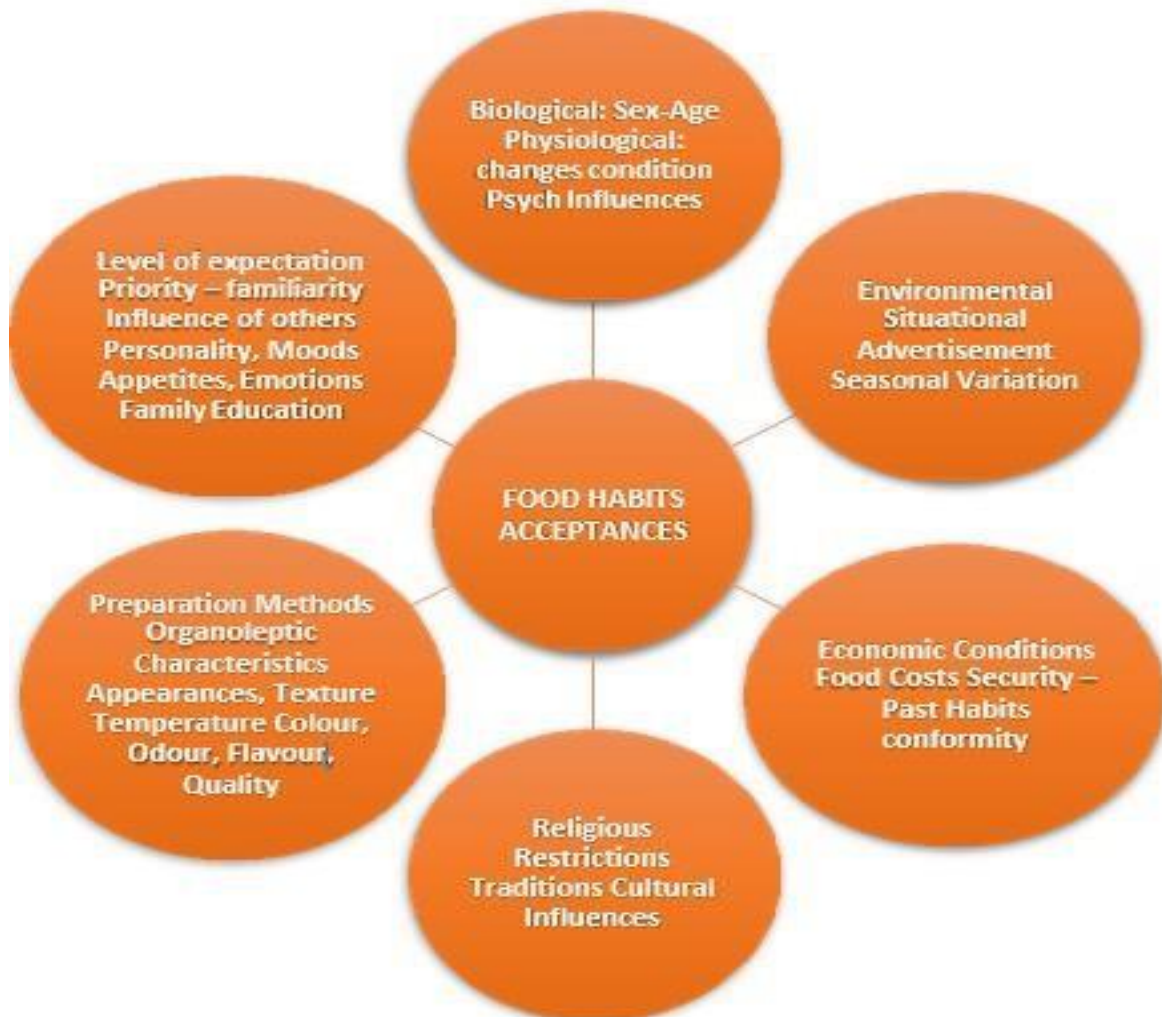 Biological: Sex-Age
Physiological:
changes condition
Psych Influences
Level of expectation
Priority – familiarity
Influence of others
Personality, Moods
Appetites, Emotions
Family Education
Environmental
Situational
Advertisement
Seasonal Variation
FOOD HABITS
ACCEPTANCES
Preparation Methods
Organoleptic
Characteristics
Appearances, Texture
Temperature Colour,
Odour, Flavour,
Quality
Economic Conditions
Food Costs Security –
Past Habits
conformity
Religious
Restrictions
Traditions Cultural
Influences